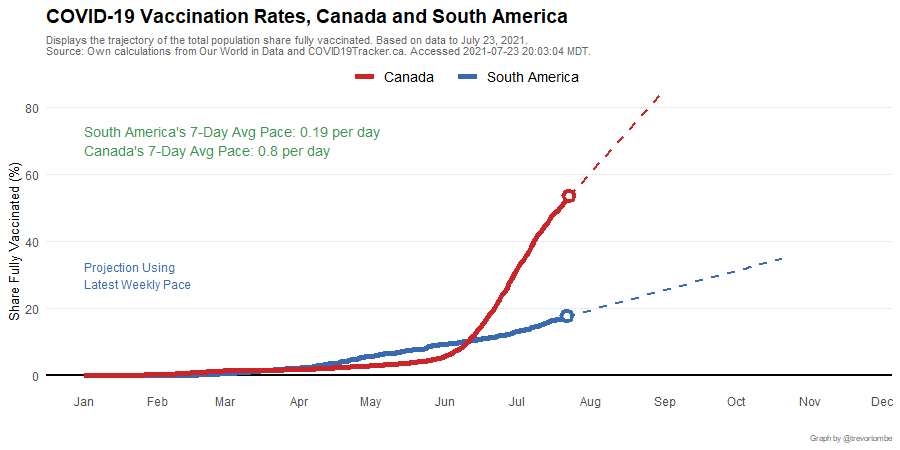 COVID-19 Vaccination Rates, Canada and South America
Displays the trajectory of the total population share fully vaccinated. Based on data to July 23, 2021.
Source: Own calculations from Our World in Data and COVID19Tracker.ca. Accessed 2021-07-23 20:03:04 MDT.
Canada South America
80
South America's 7-Day Avg Pace: 0.19 per day
Canada's 7-Day Avg Pace: 0.8 per day
60
Share Fully Vaccinated (%)
40
Projection Using
Latest Weekly Pace
20
0
Jan Feb Mar Apr May Jun Jul Aug Sep Oct Nov Dec
Graph by @trevortombe